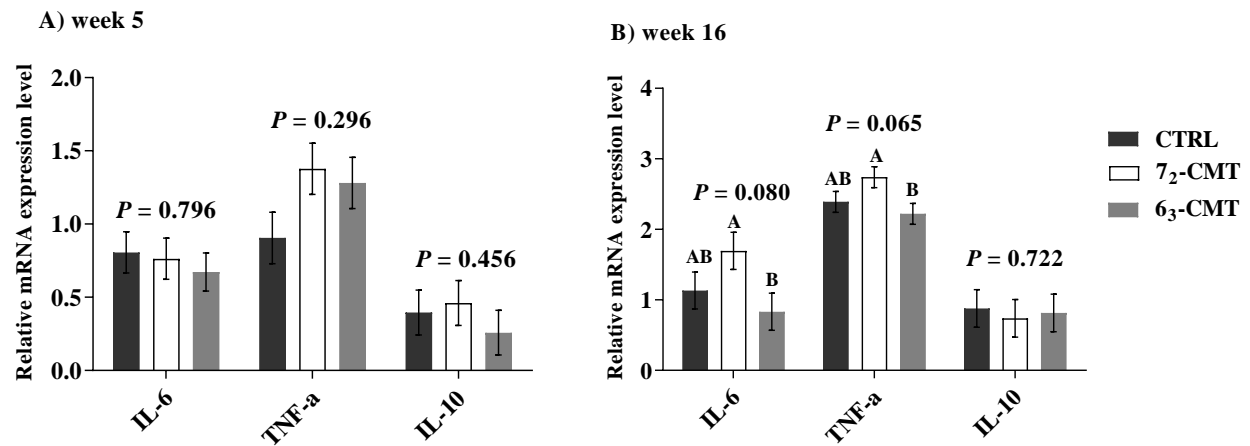 A) week 5
Relative mRNA expression level
2.0
1.5
1.0
0.5
0.0
P = 0.796
P = 0.296
P = 0.456
IL-6
TNF-a
IL-10
B) week 16
Relative mRNA expression level
4
3
2
1
0
P = 0.080
AB
A
B
P = 0.065
AB
A
B
P = 0.722
IL-6
TNF-a
IL-10
CTRL
7₂-CMT
6₃-CMT